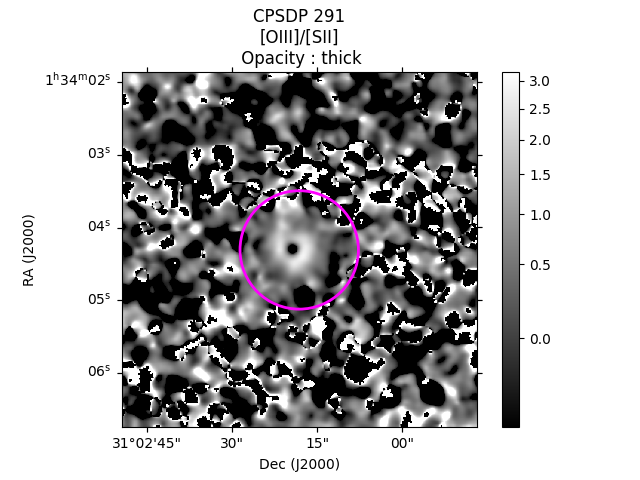 CPSDP 291
[OIII]/[SII]
Opacity : thick
1ʰ34ᵐ02ˢ
03ˢ
04ˢ
05ˢ
06ˢ
RA (J2000)
31°02'45" 30" 15" 00"
Dec (J2000)
3.0
2.5
2.0
1.5
1.0
0.5
0.0